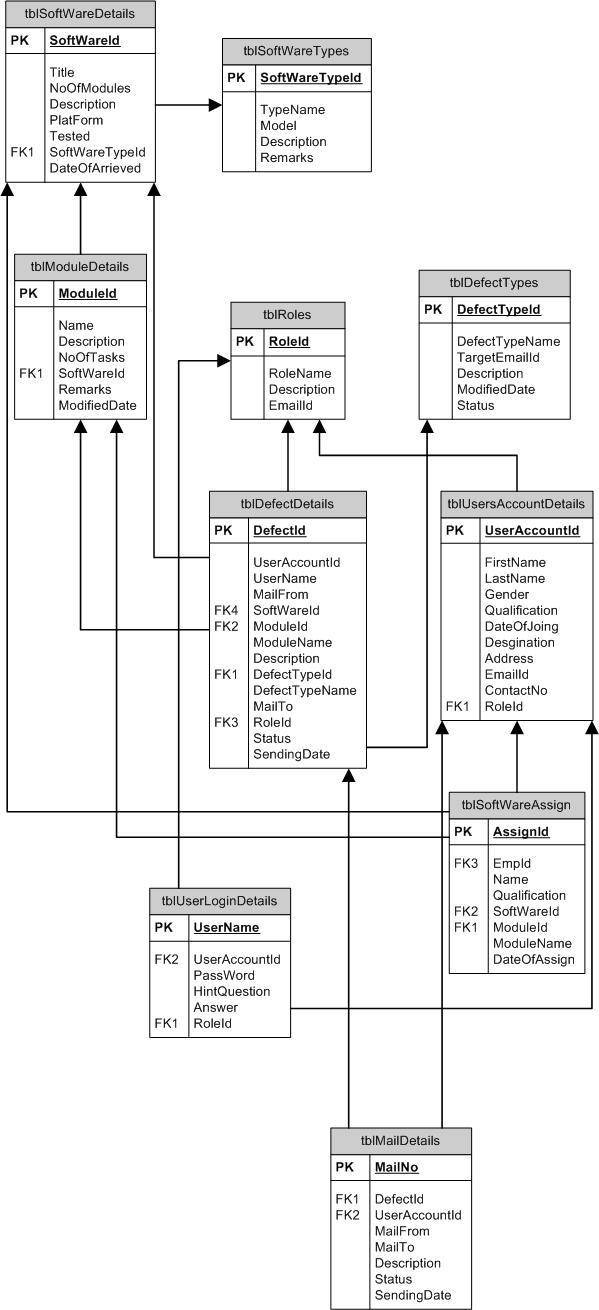 tblSoftWareDetails
PK SoftWareId
Title
NoOfModules
Description
PlatForm
Tested
FK1 SoftWareTypeId
DateOfArrieved
tblSoftWareTypes
PK SoftWareTypeId
TypeName
Model
Description
Remarks
tblModuleDetails
PK ModuleId
Name
Description
NoOfTasks
FK1 SoftWareId
Remarks
ModifiedDate
tblRoles
PK RoleId
RoleName
Description
EmailId
tblDefectTypes
PK DefectTypeId
DefectTypeName
TargetEmailId
Description
ModifiedDate
Status
tblDefectDetails
PK DefectId
UserAccountId
UserName
MailFrom
FK4 SoftWareId
FK2 ModuleId
ModuleName
Description
FK1 DefectTypeId
DefectTypeName
MailTo
FK3 RoleId
Status
SendingDate
tblUsersAccountDetails
PK UserAccountId
FirstName
LastName
Gender
Qualification
DateOfJoing
Desgination
Address
EmailId
ContactNo
FK1 RoleId
tblSoftWareAssign
PK AssignId
FK3 EmpId
Name
Qualification
FK2 SoftWareId
FK1 ModuleId
ModuleName
DateOfAssign
tblUserLoginDetails
PK UserName
FK2 UserAccountId
PassWord
HintQuestion
Answer
FK1 RoleId
tblMailDetails
PK MailNo
FK1 DefectId
FK2 UserAccountId
MailFrom
MailTo
Description
Status
SendingDate